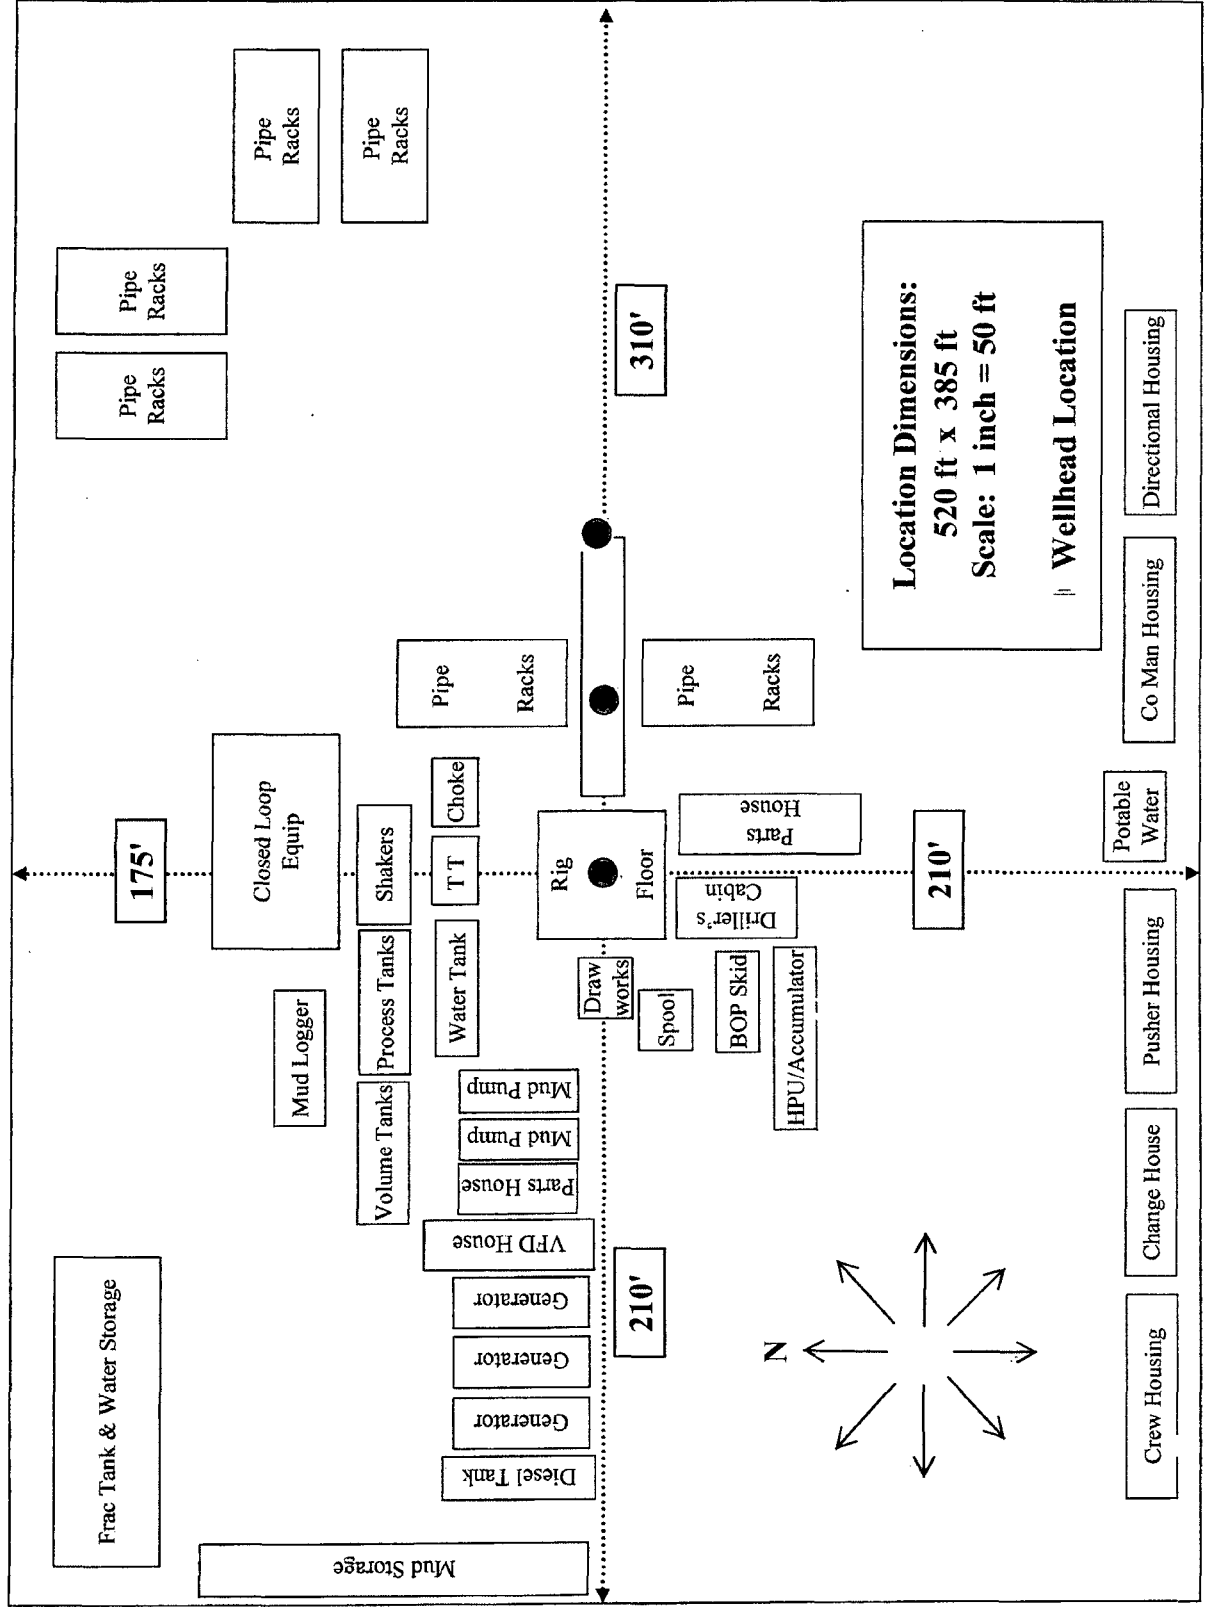 Frac Tank & Water Storage
Mud Storage
Diesel Tank
Generator
Generator
Generator
VFD House
Parts House
Mud Pump
Mud Pump
Volume Tanks
Process Tanks
Shakers
Mud Logger
Closed Loop
Equip
175'
Water Tank
T T
Choke
Pipe
Racks
Pipe
Racks
Pipe
Racks
Pipe
Racks
Pipe
Racks
Pipe
Racks
Rig
Floor
Draw
works
Spool
BOP Skid
HPU/Accumulator
Driller's
Cabin
Parts
House
210'
210'
310'
N
Location Dimensions:
520 ft x 385 ft
Scale: 1 inch = 50 ft
Wellhead Location
Crew Housing
Change House
Pusher Housing
Potable
Water
Co Man Housing
Directional Housing